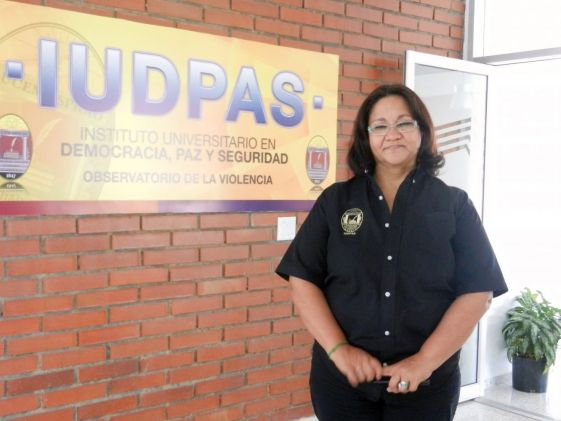 ·IUDPAS·
INSTITUTO UNIVERSITARIO EN
DEMOCRACIA, PAZ Y SEGURIDAD
OBSERVATORIO DE LA VIOLENCIA